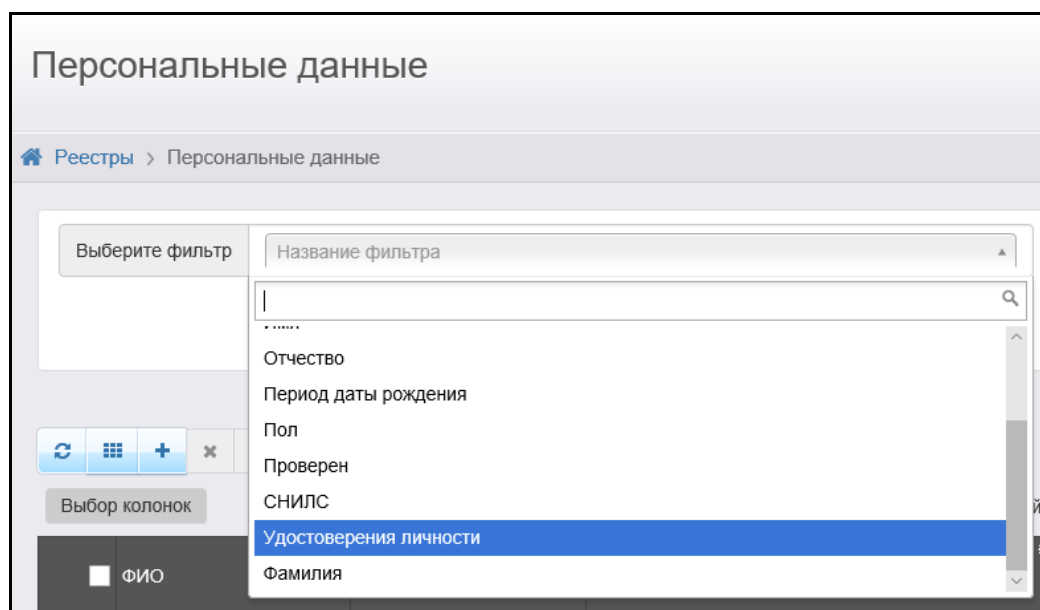 Персональные данные
Реестры > Персональные данные
Выберите фильтр
Название фильтра
Отчество
Период даты рождения
Пол
Проверен
СНИЛС
Удостоверения личности
Фамилия
Выбор колонок
ФИО